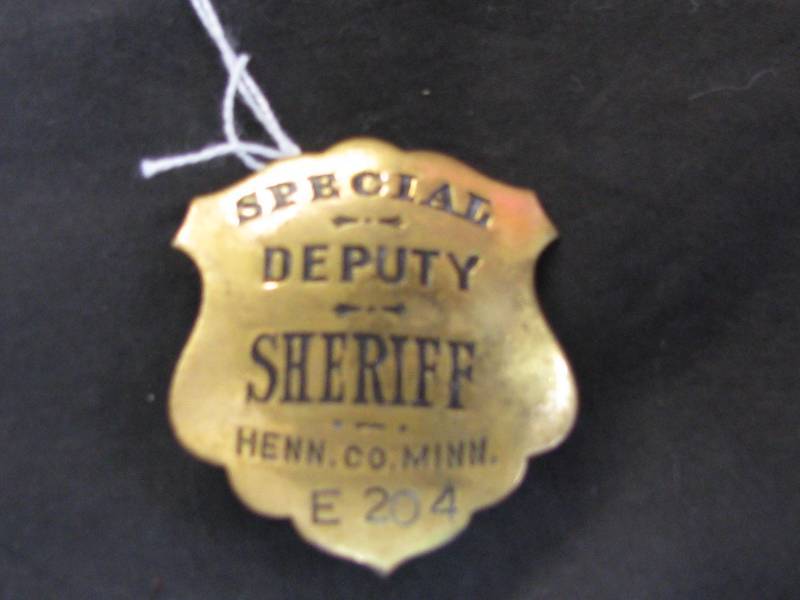 SPECIAL
DEPUTY
SHERIFF
HENN. CO. MINN.
E 204